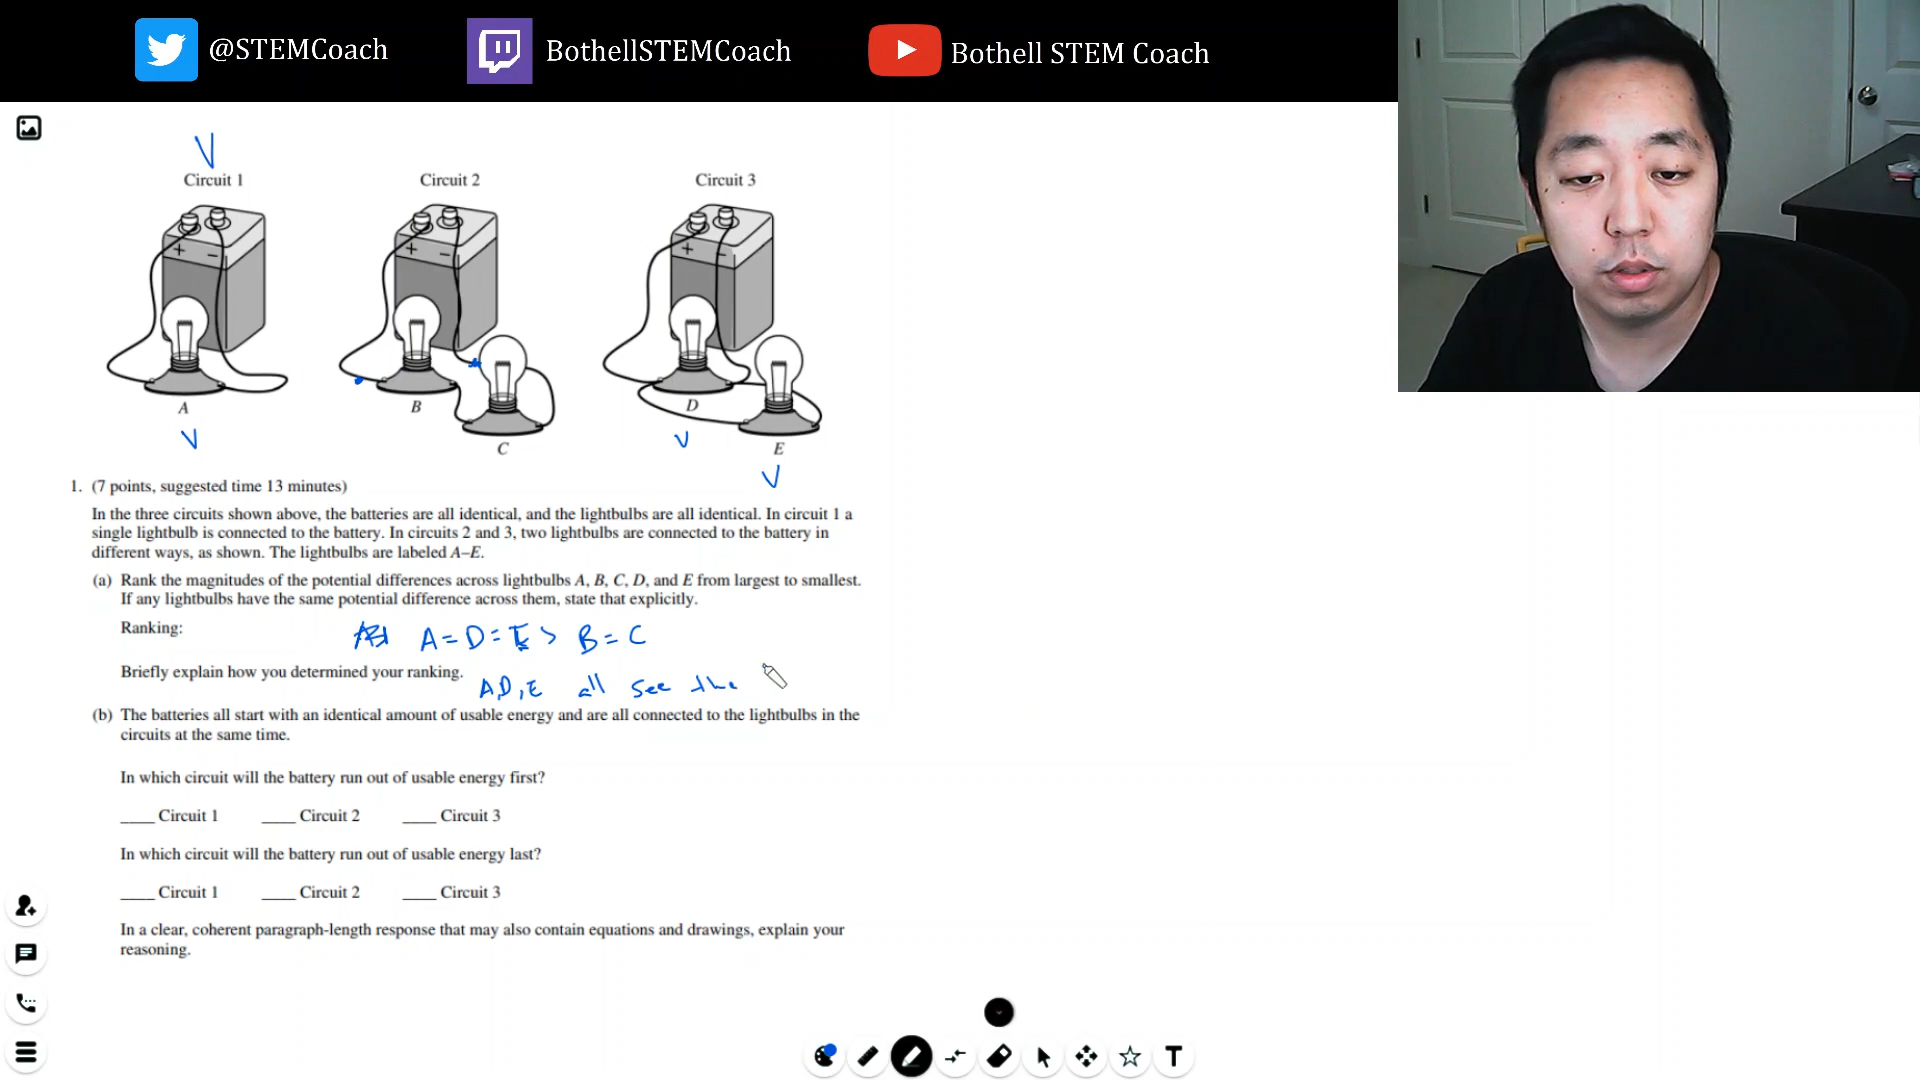 @STEMCoach
BothellSTEMCoach
Bothell STEM Coach
V
Circuit 1
Circuit 2
Circuit 3
+ −
+ −
+ −
A
B
C
D
E
V
V
V
1. (7 points, suggested time 13 minutes)
In the three circuits shown above, the batteries are all identical, and the lightbulbs are all identical. In circuit 1 a
single lightbulb is connected to the battery. In circuits 2 and 3, two lightbulbs are connected to the battery in
different ways, as shown. The lightbulbs are labeled A–E.
(a) Rank the magnitudes of the potential differences across lightbulbs A, B, C, D, and E from largest to smallest.
If any lightbulbs have the same potential difference across them, state that explicitly.
Ranking:
A = D = E > B = C
Briefly explain how you determined your ranking.
A,D,E all see the
(b) The batteries all start with an identical amount of usable energy and are all connected to the lightbulbs in the
circuits at the same time.
In which circuit will the battery run out of usable energy first?
____ Circuit 1 ____ Circuit 2 ____ Circuit 3
In which circuit will the battery run out of usable energy last?
____ Circuit 1 ____ Circuit 2 ____ Circuit 3
In a clear, coherent paragraph-length response that may also contain equations and drawings, explain your
reasoning.
T